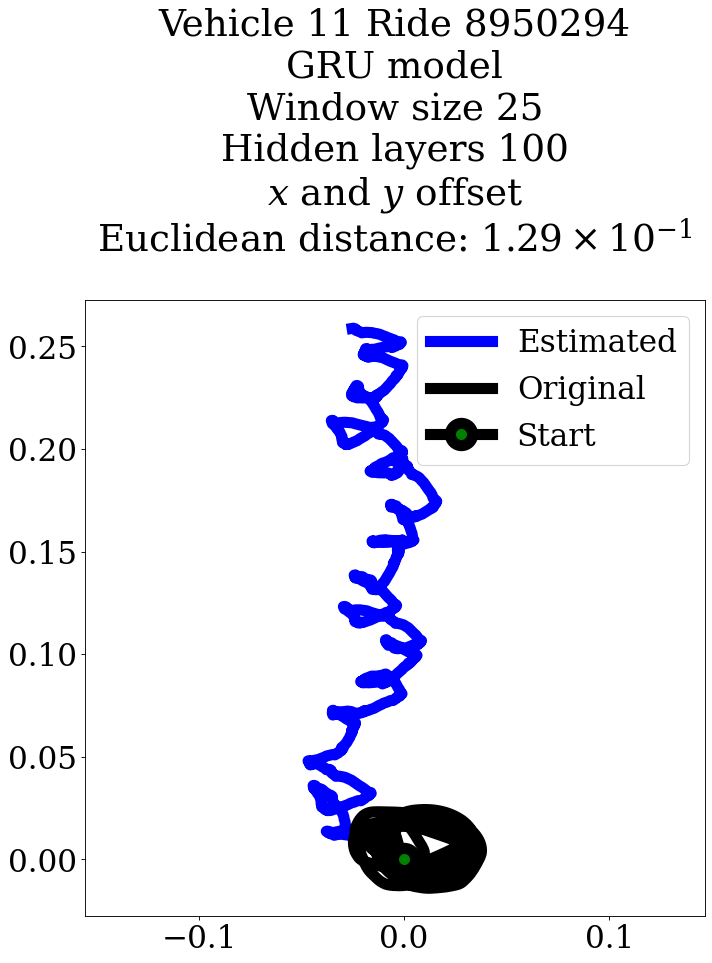 Vehicle 11 Ride 8950294
GRU model
Window size 25
Hidden layers 100
x and y offset
Euclidean distance: 1.29 × 10⁻¹
Estimated
Original
Start
0.25
0.20
0.15
0.10
0.05
0.00
−0.1
0.0
0.1